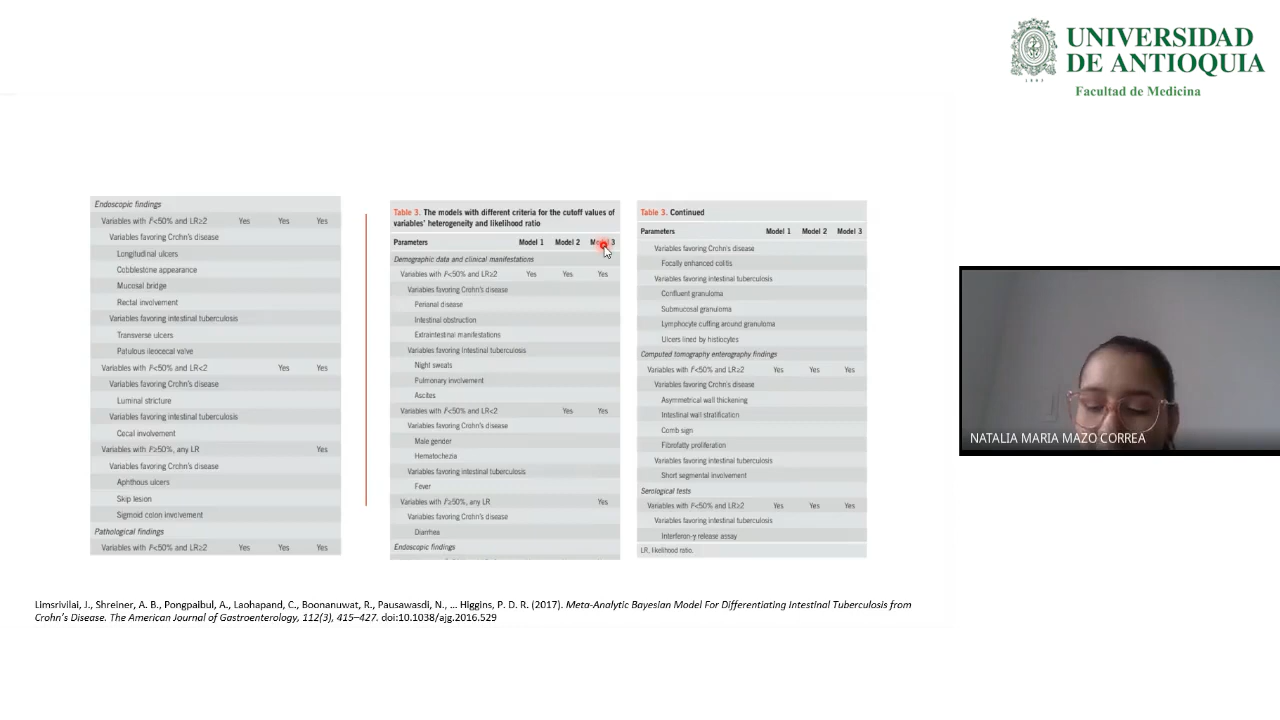 UNIVERSIDAD
DE ANTIOQUIA
1803
Facultad de Medicina
Endoscopic findings
Variables with I²<50% and LR≥2 Yes Yes Yes
Variables favoring Crohn's disease
Longitudinal ulcers
Cobblestone appearance
Mucosal bridge
Rectal involvement
Variables favoring intestinal tuberculosis
Transverse ulcers
Patulous ileocecal valve
Variables with I²<50% and LR<2 Yes Yes
Variables favoring Crohn's disease
Luminal stricture
Variables favoring intestinal tuberculosis
Cecal involvement
Variables with I²≥50%, any LR Yes
Variables favoring Crohn's disease
Aphthous ulcers
Skip lesion
Sigmoid colon involvement
Pathological findings
Variables with I²<50% and LR≥2 Yes Yes Yes
Table 3. The models with different criteria for the cutoff values of
variables' heterogeneity and likelihood ratio
Parameters Model 1 Model 2 Model 3
Demographic data and clinical manifestations
Variables with I²<50% and LR≥2 Yes Yes Yes
Variables favoring Crohn's disease
Perianal disease
Intestinal obstruction
Extraintestinal manifestations
Variables favoring intestinal tuberculosis
Night sweats
Pulmonary involvement
Ascites
Variables with I²<50% and LR<2 Yes Yes
Variables favoring Crohn's disease
Male gender
Hematochezia
Variables favoring intestinal tuberculosis
Fever
Variables with I²≥50%, any LR Yes
Variables favoring Crohn's disease
Diarrhea
Endoscopic findings
Table 3. Continued
Parameters Model 1 Model 2 Model 3
Variables favoring Crohn's disease
Focally enhanced colitis
Variables favoring intestinal tuberculosis
Confluent granuloma
Submucosal granuloma
Lymphocyte cuffing around granuloma
Ulcers lined by histiocytes
Computed tomography enterography findings
Variables with I²<50% and LR≥2 Yes Yes Yes
Variables favoring Crohn's disease
Asymmetrical wall thickening
Intestinal wall stratification
Comb sign
Fibrofatty proliferation
Variables favoring intestinal tuberculosis
Short segmental involvement
Serological tests
Variables with I²<50% and LR≥2 Yes Yes Yes
Variables favoring intestinal tuberculosis
Interferon-γ release assay
LR, likelihood ratio.
NATALIA MARIA MAZO CORREA
Limsrivilai, J., Shreiner, A. B., Pongpaibul, A., Laohapand, C., Boonanuwat, R., Pausawasdi, N., … Higgins, P. D. R. (2017). Meta-Analytic Bayesian Model For Differentiating Intestinal Tuberculosis from
Crohn's Disease. The American Journal of Gastroenterology, 112(3), 415–427. doi:10.1038/ajg.2016.529